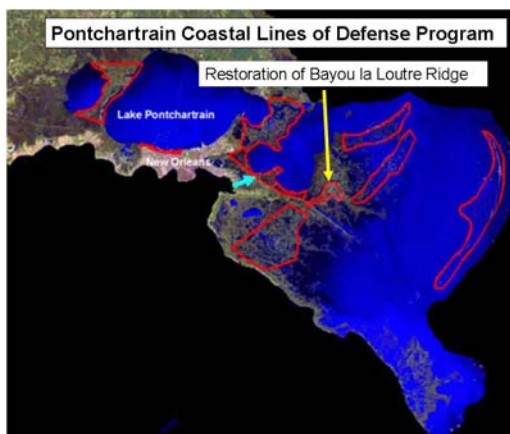 Pontchartrain Coastal Lines of Defense Program
Restoration of Bayou la Loutre Ridge
Lake Pontchartrain
New Orleans